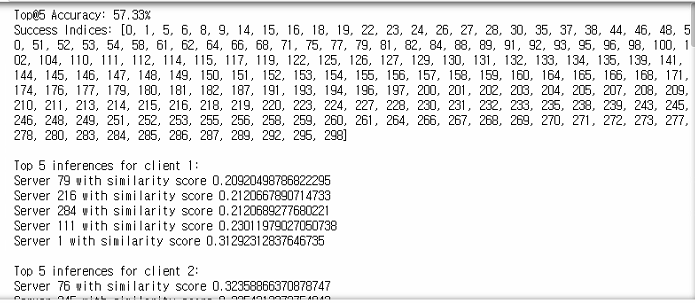 Top@5 Accuracy: 57.33%
Success Indices: [0, 1, 5, 6, 8, 9, 14, 15, 16, 18, 19, 22, 23, 24, 26, 27, 28, 30, 35, 37, 38, 44, 46, 48, 5
0, 51, 52, 53, 54, 58, 61, 62, 64, 66, 68, 71, 75, 77, 79, 81, 82, 84, 88, 89, 91, 92, 93, 95, 96, 98, 100, 1
02, 104, 110, 111, 112, 114, 115, 117, 119, 122, 125, 126, 127, 129, 130, 131, 132, 133, 134, 135, 139, 141,
144, 145, 146, 147, 148, 149, 150, 151, 152, 153, 154, 155, 156, 157, 158, 159, 160, 164, 165, 166, 168, 171,
174, 176, 177, 179, 180, 181, 182, 187, 191, 193, 194, 196, 197, 200, 201, 202, 203, 204, 205, 207, 208, 209,
210, 211, 213, 214, 215, 216, 218, 219, 220, 223, 224, 227, 228, 230, 231, 232, 233, 235, 238, 239, 243, 245,
246, 248, 249, 251, 252, 253, 255, 256, 258, 259, 260, 261, 264, 266, 267, 268, 269, 270, 271, 272, 273, 277,
278, 280, 283, 284, 285, 286, 287, 289, 292, 295, 298]
Top 5 inferences for client 1:
Server 79 with similarity score 0.20920498786822295
Server 216 with similarity score 0.2120667890714733
Server 284 with similarity score 0.2120689277680221
Server 111 with similarity score 0.23011979027050738
Server 1 with similarity score 0.31292312837646735
Top 5 inferences for client 2:
Server 76 with similarity score 0.32358866370878747